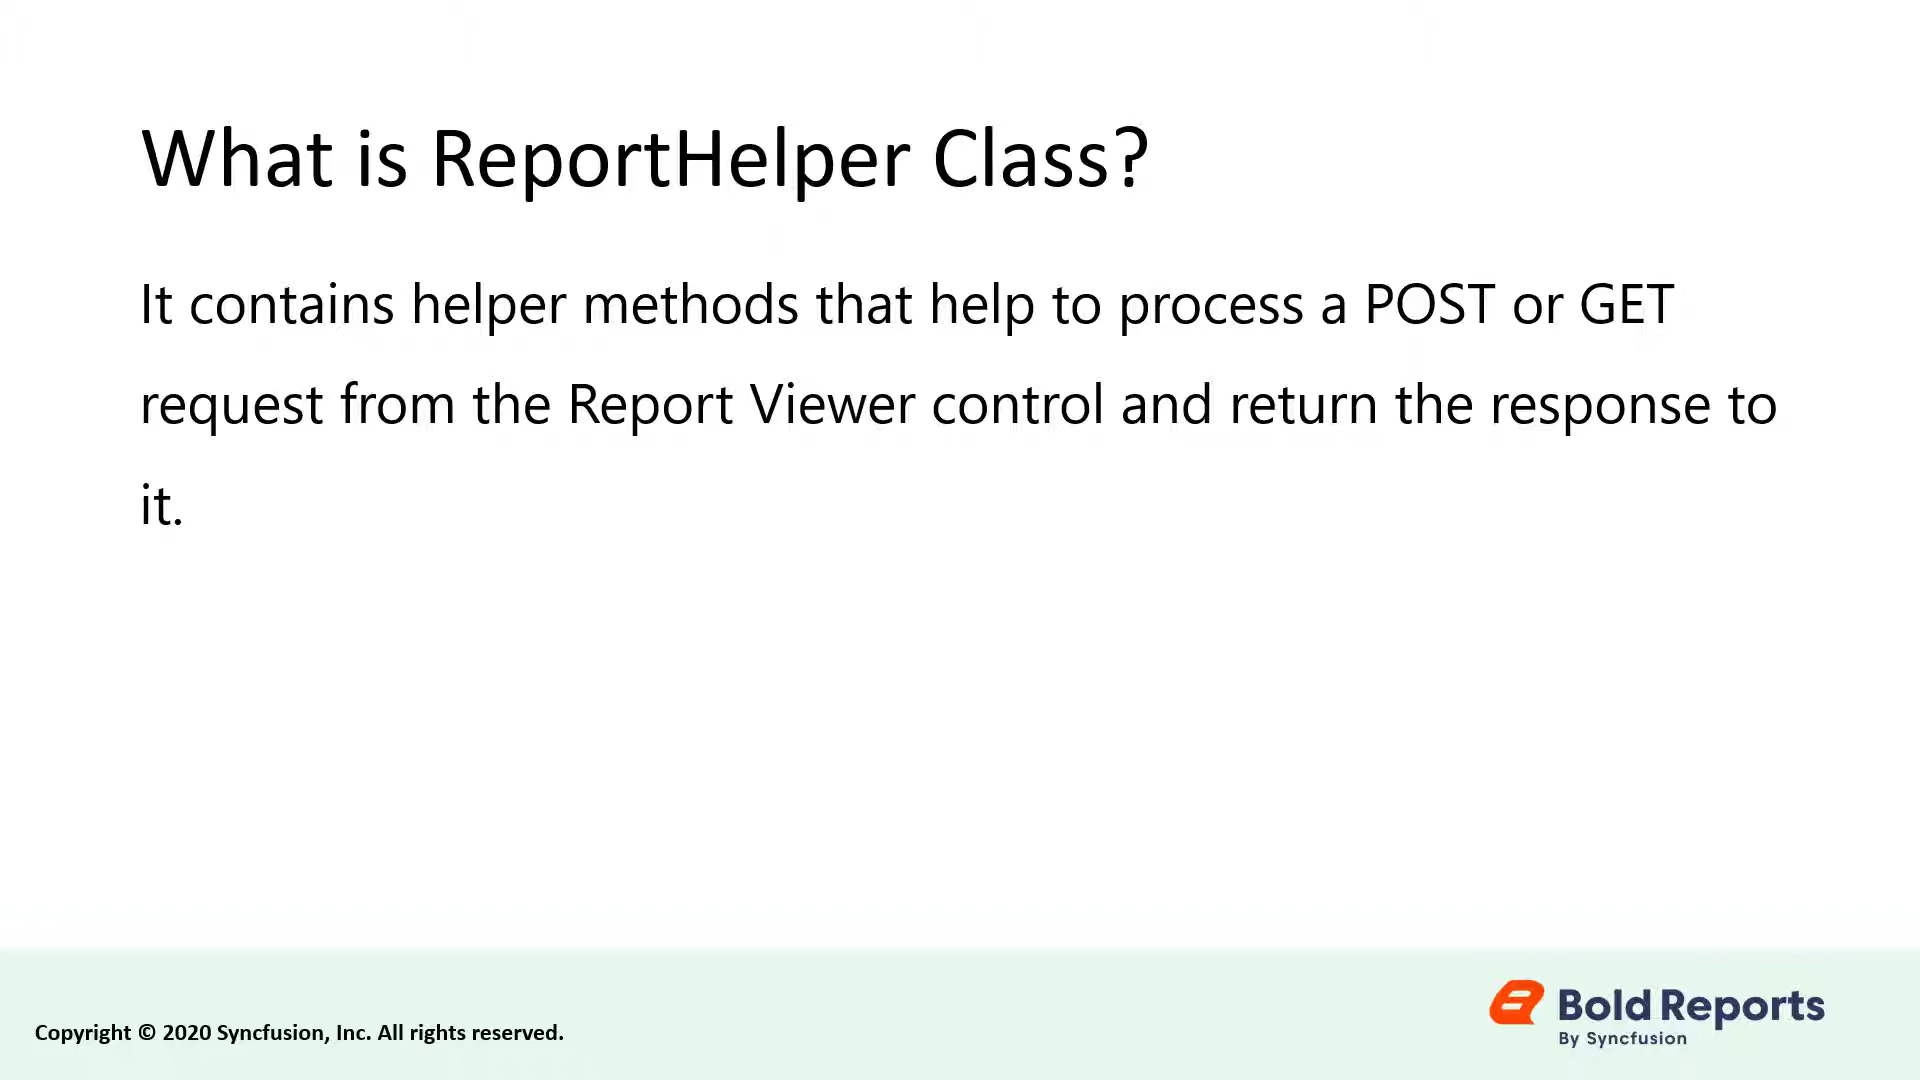 What is ReportHelper Class?
It contains helper methods that help to process a POST or GET
request from the Report Viewer control and return the response to
it.
Copyright © 2020 Syncfusion, Inc. All rights reserved.
Bold Reports
By Syncfusion